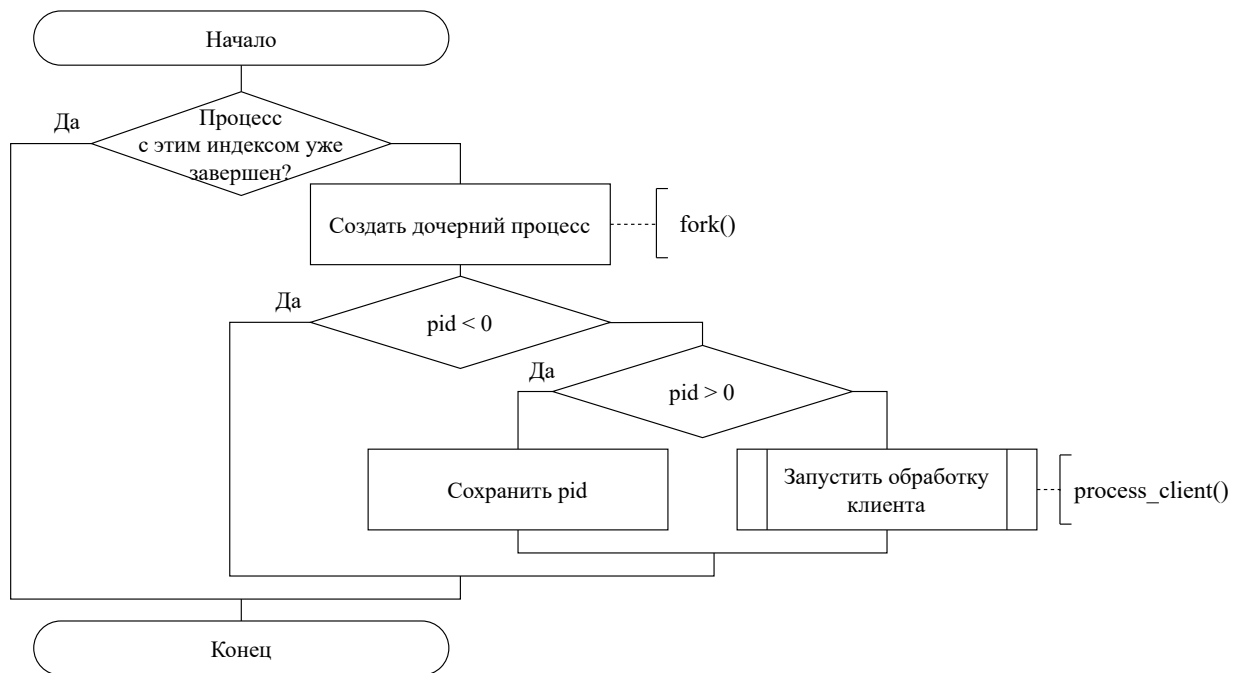 Начало
Да
Процесс
с этим индексом уже
завершен?
Создать дочерний процесс
fork()
Да
pid < 0
Да
pid > 0
Сохранить pid
Запустить обработку
клиента
process_client()
Конец